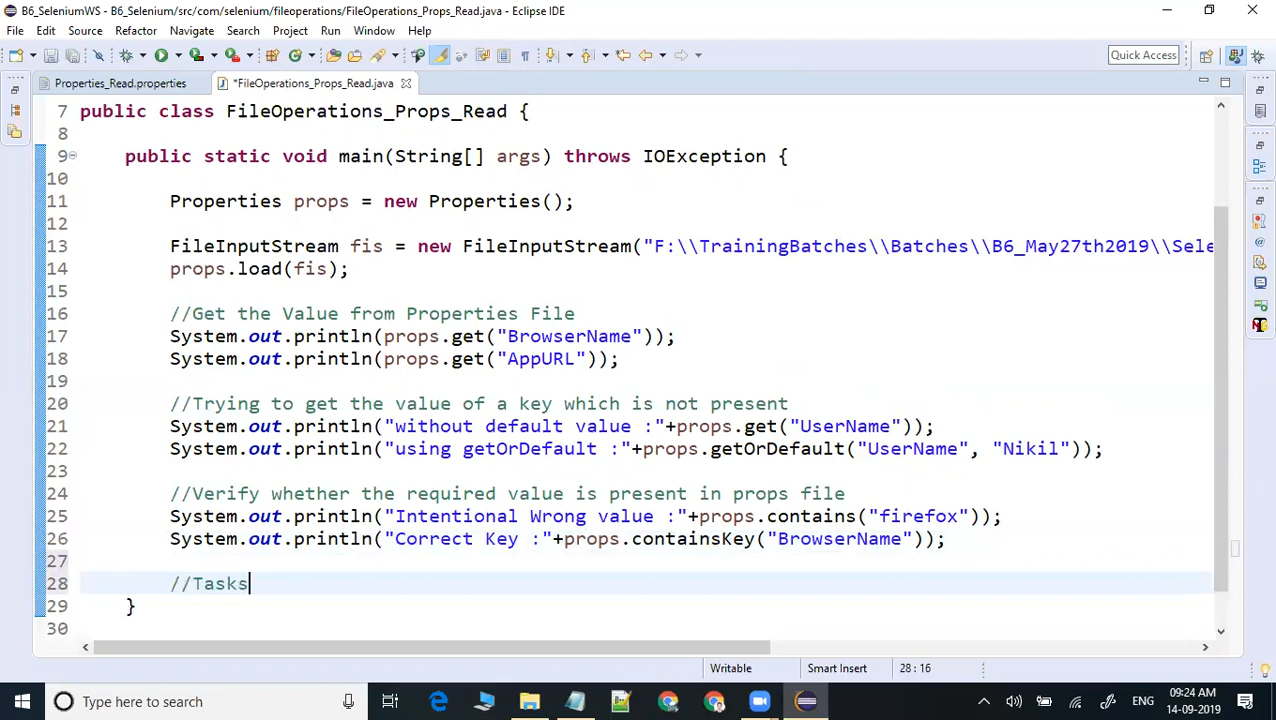 B6_SeleniumWS - B6_Selenium/src/com/selenium/fileoperations/FileOperations_Props_Read.java - Eclipse IDE
File Edit Source Refactor Navigate Search Project Run Window Help
Quick Access
Properties_Read.properties *FileOperations_Props_Read.java
7 public class FileOperations_Props_Read {
8
9 public static void main(String[] args) throws IOException {
10
11 Properties props = new Properties();
12
13 FileInputStream fis = new FileInputStream("F:\\TrainingBatches\\Batches\\B6_May27th2019\\Sele
14 props.load(fis);
15
16 //Get the Value from Properties File
17 System.out.println(props.get("BrowserName"));
18 System.out.println(props.get("AppURL"));
19
20 //Trying to get the value of a key which is not present
21 System.out.println("without default value :"+props.get("UserName"));
22 System.out.println("using getOrDefault :"+props.getOrDefault("UserName", "Nikil"));
23
24 //Verify whether the required value is present in props file
25 System.out.println("Intentional Wrong value :"+props.contains("firefox"));
26 System.out.println("Correct Key :"+props.containsKey("BrowserName"));
27
28 //Tasks
29 }
30
Writable Smart Insert 28 : 16
Type here to search ENG 09:24 AM
14-09-2019